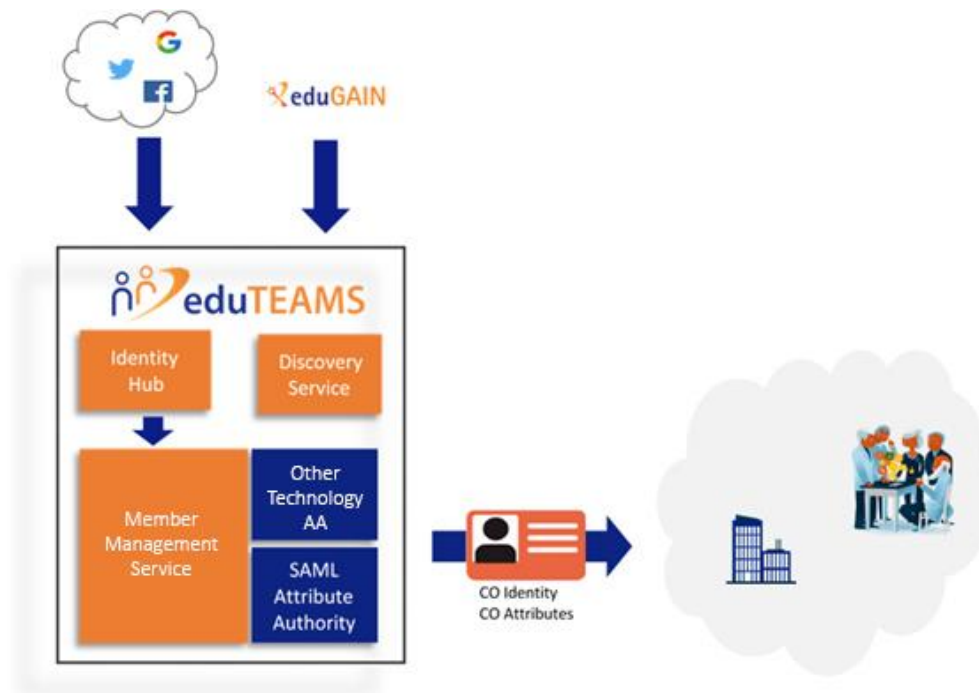 G
f
eduGAIN
eduTEAMS
Identity
Hub
Discovery
Service
Member
Management
Service
Other
Technology
AA
SAML
Attribute
Authority
CO Identity
CO Attributes